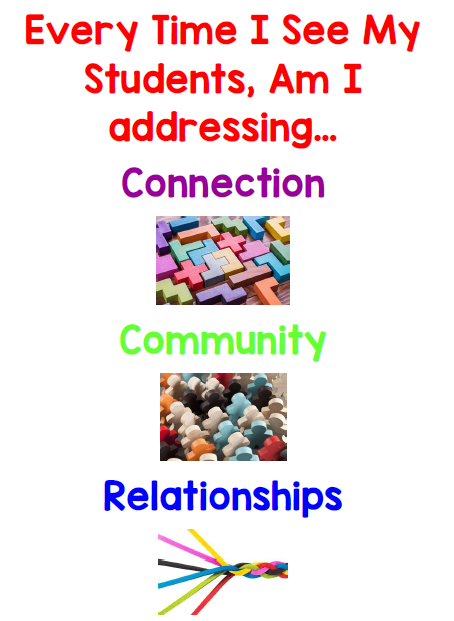 Every Time I See My
Students, Am I
addressing...
Connection
Community
Relationships